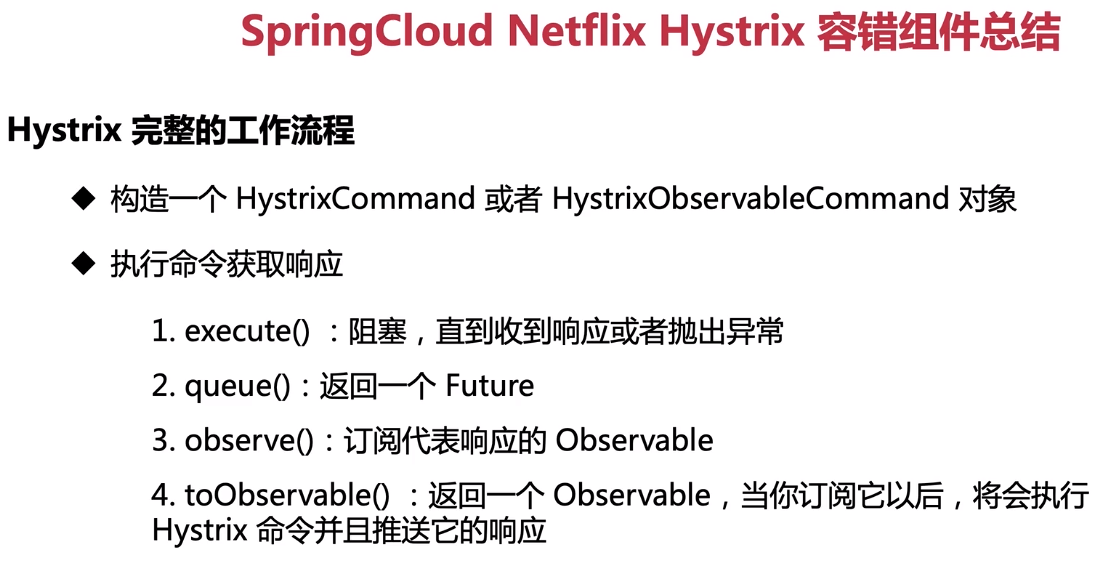 SpringCloud Netflix Hystrix 容错组件总结
Hystrix 完整的工作流程
◆ 构造一个 HystrixCommand 或者 HystrixObservableCommand 对象
◆ 执行命令获取响应
1. execute() ：阻塞，直到收到响应或者抛出异常
2. queue()：返回一个 Future
3. observe()：订阅代表响应的 Observable
4. toObservable() ：返回一个 Observable，当你订阅它以后，将会执行
Hystrix 命令并且推送它的响应